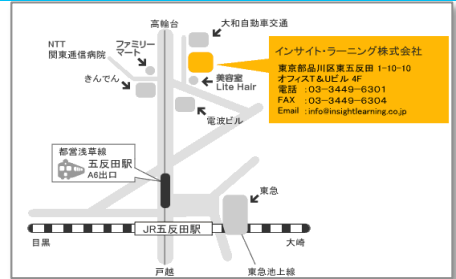 高輪台
大和自動車交通
NTT
関東逓信病院
ファミリー
マート
きんでん
美容室
Lite Hair
電波ビル
インサイト・ラーニング株式会社
東京都品川区東五反田 1-10-10
オフィスT&Uビル 4F
電話 :03-3449-6301
FAX :03-3449-6304
Email :info@insightlearning.co.jp
都営浅草線
五反田駅
A6出口
東急
JR五反田駅
目黒
大崎
戸越
東急池上線